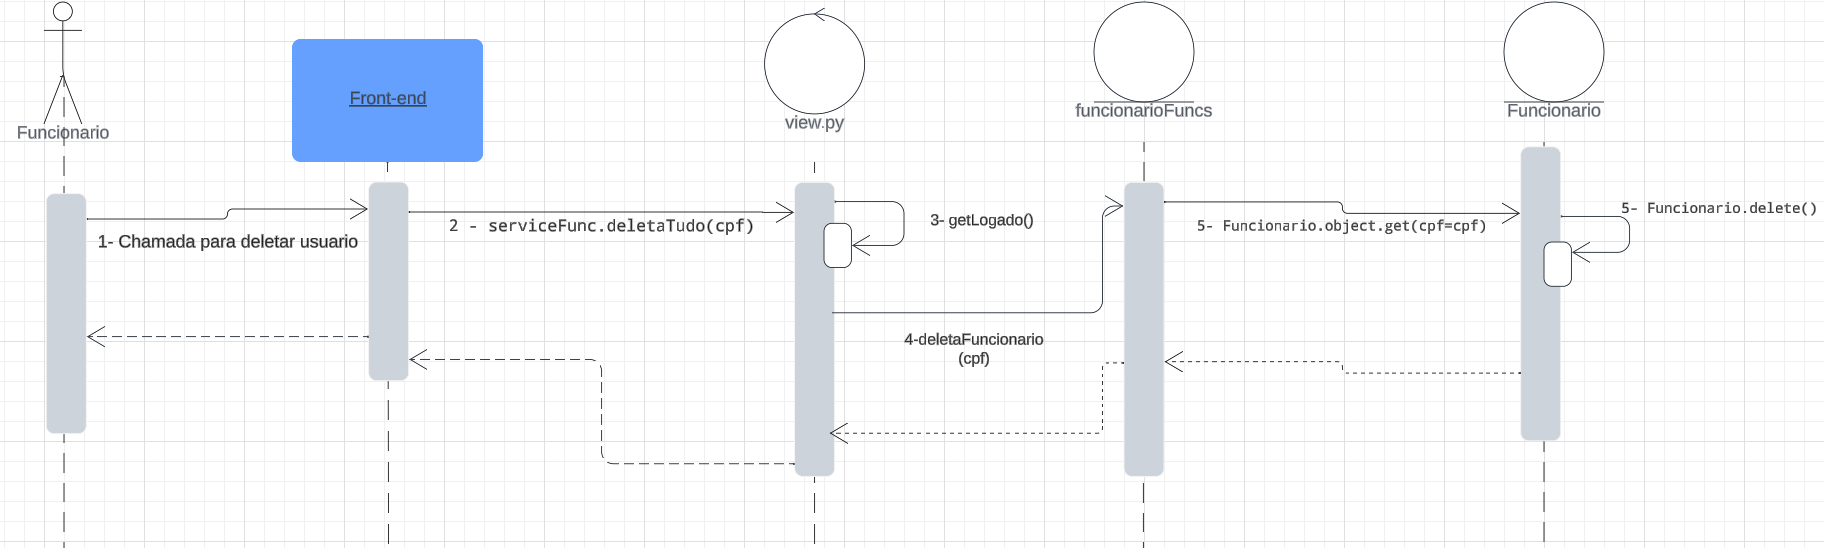 Funcionario
Front-end
view.py
funcionarioFuncs
Funcionario
1- Chamada para deletar usuario
2 - serviceFunc.deletaTudo(cpf)
3- getLogado()
4-deletaFuncionario
(cpf)
5- Funcionario.object.get(cpf=cpf)
5- Funcionario.delete()